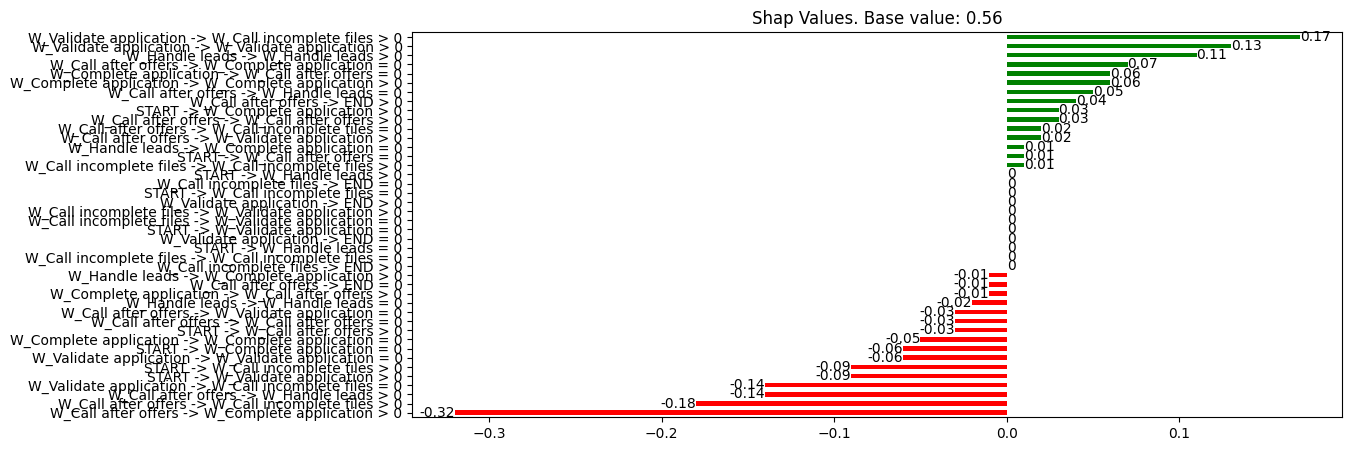 Shap Values. Base value: 0.56
W_Validate application -> W_Call incomplete files > 0 0.17
W_Validate application -> W_Validate application > 0 0.13
W_Handle leads -> W_Handle leads > 0 0.11
W_Call after offers -> W_Complete application = 0 0.07
W_Complete application -> W_Call after offers = 0 0.06
W_Complete application -> W_Complete application > 0 0.06
W_Call after offers -> W_Handle leads = 0 0.05
W_Call after offers -> END > 0 0.04
START -> W_Complete application > 0 0.03
W_Call after offers -> W_Call after offers > 0 0.03
W_Call after offers -> W_Call incomplete files = 0 0.02
W_Call after offers -> W_Validate application > 0 0.02
W_Handle leads -> W_Complete application = 0 0.01
START -> W_Call after offers = 0 0.01
W_Call incomplete files -> W_Call incomplete files > 0 0.01
START -> W_Handle leads > 0 0
W_Call incomplete files -> END = 0 0
START -> W_Call incomplete files = 0 0
W_Validate application -> END > 0 0
W_Call incomplete files -> W_Validate application > 0 0
W_Call incomplete files -> W_Validate application = 0 0
START -> W_Validate application = 0 0
W_Validate application -> END = 0 0
START -> W_Handle leads = 0 0
W_Call incomplete files -> W_Call incomplete files = 0 0
W_Call incomplete files -> END > 0 0
W_Handle leads -> W_Complete application > 0 -0.01
W_Call after offers -> END = 0 -0.01
W_Complete application -> W_Call after offers > 0 -0.01
W_Handle leads -> W_Handle leads = 0 -0.02
W_Call after offers -> W_Validate application = 0 -0.03
W_Call after offers -> W_Call after offers = 0 -0.03
START -> W_Call after offers > 0 -0.03
W_Complete application -> W_Complete application = 0 -0.05
START -> W_Complete application = 0 -0.06
W_Validate application -> W_Validate application = 0 -0.06
START -> W_Call incomplete files > 0 -0.09
START -> W_Validate application > 0 -0.09
W_Validate application -> W_Call incomplete files = 0 -0.14
W_Call after offers -> W_Handle leads > 0 -0.14
W_Call after offers -> W_Call incomplete files > 0 -0.18
W_Call after offers -> W_Complete application > 0 -0.32
−0.3 −0.2 −0.1 0.0 0.1